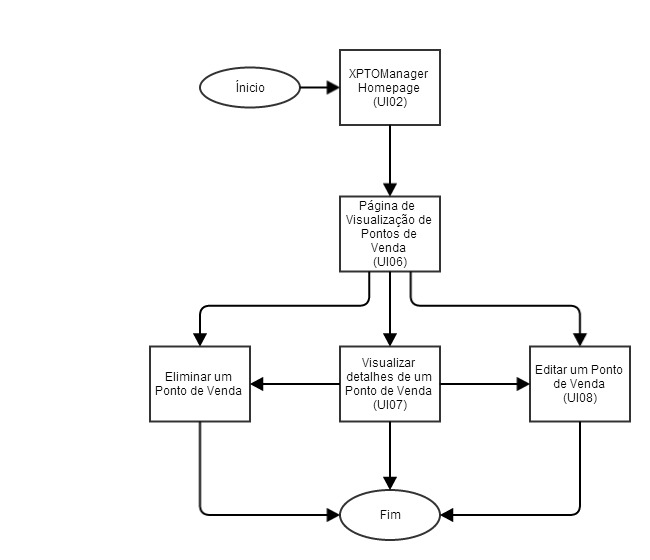 Ínicio
XPTOManager
Homepage
(UI02)
Página de
Visualização de
Pontos de
Venda
(UI06)
Eliminar um
Ponto de Venda
Visualizar
detalhes de um
Ponto de Venda
(UI07)
Editar um Ponto
de Venda
(UI08)
Fim